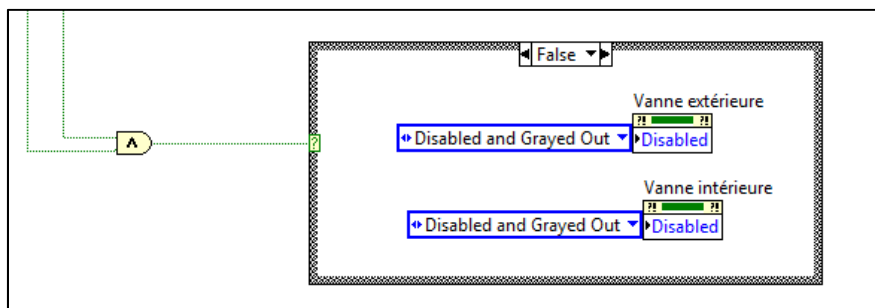 False
Vanne extérieure
?! ?!
Disabled and Grayed Out
Disabled
?
Vanne intérieure
?! ?!
Disabled and Grayed Out
Disabled